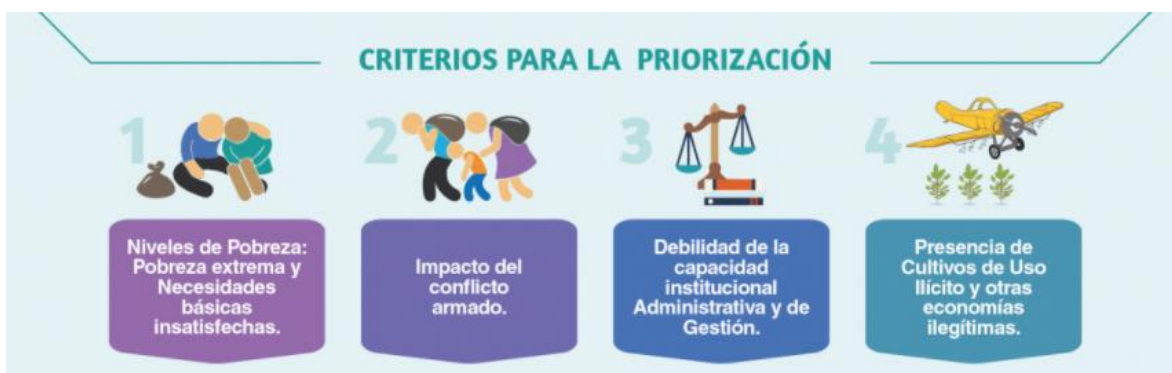 CRITERIOS PARA LA PRIORIZACIÓN
1
2
3
4
Niveles de Pobreza:
Pobreza extrema y
Necesidades
básicas
insatisfechas.
Impacto del
conflicto
armado.
Debilidad de la
capacidad
institucional
Administrativa y de
Gestión.
Presencia de
Cultivos de Uso
Ilícito y otras
economías
ilegítimas.